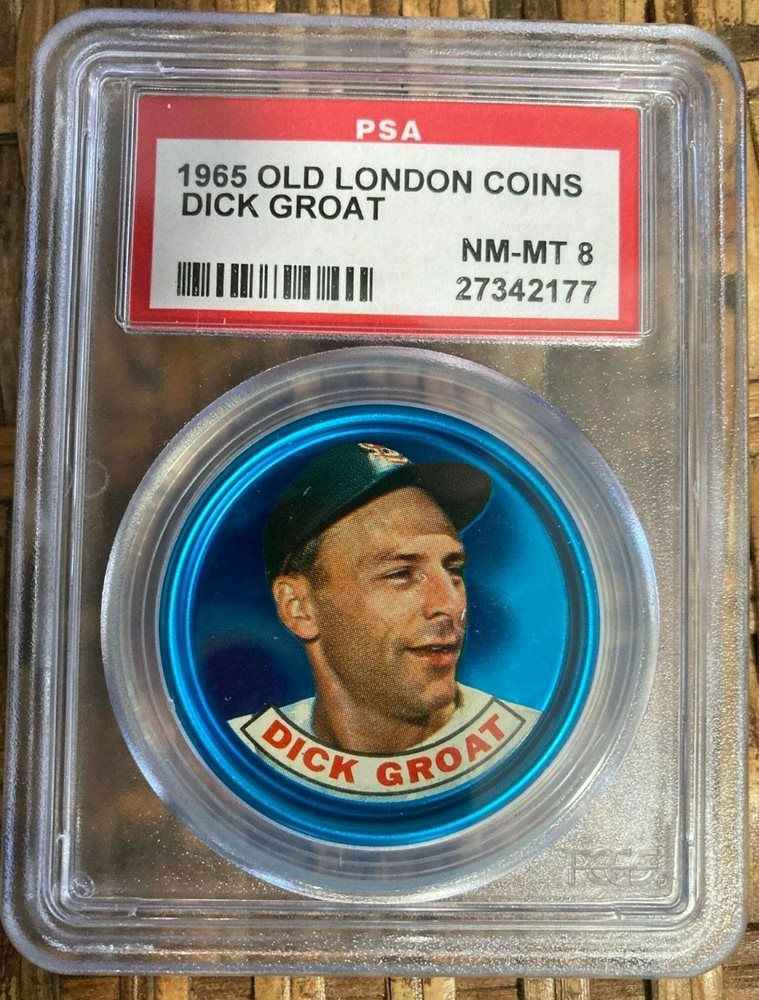 PSA
1965 OLD LONDON COINS
DICK GROAT
NM-MT 8
27342177
DICK GROAT